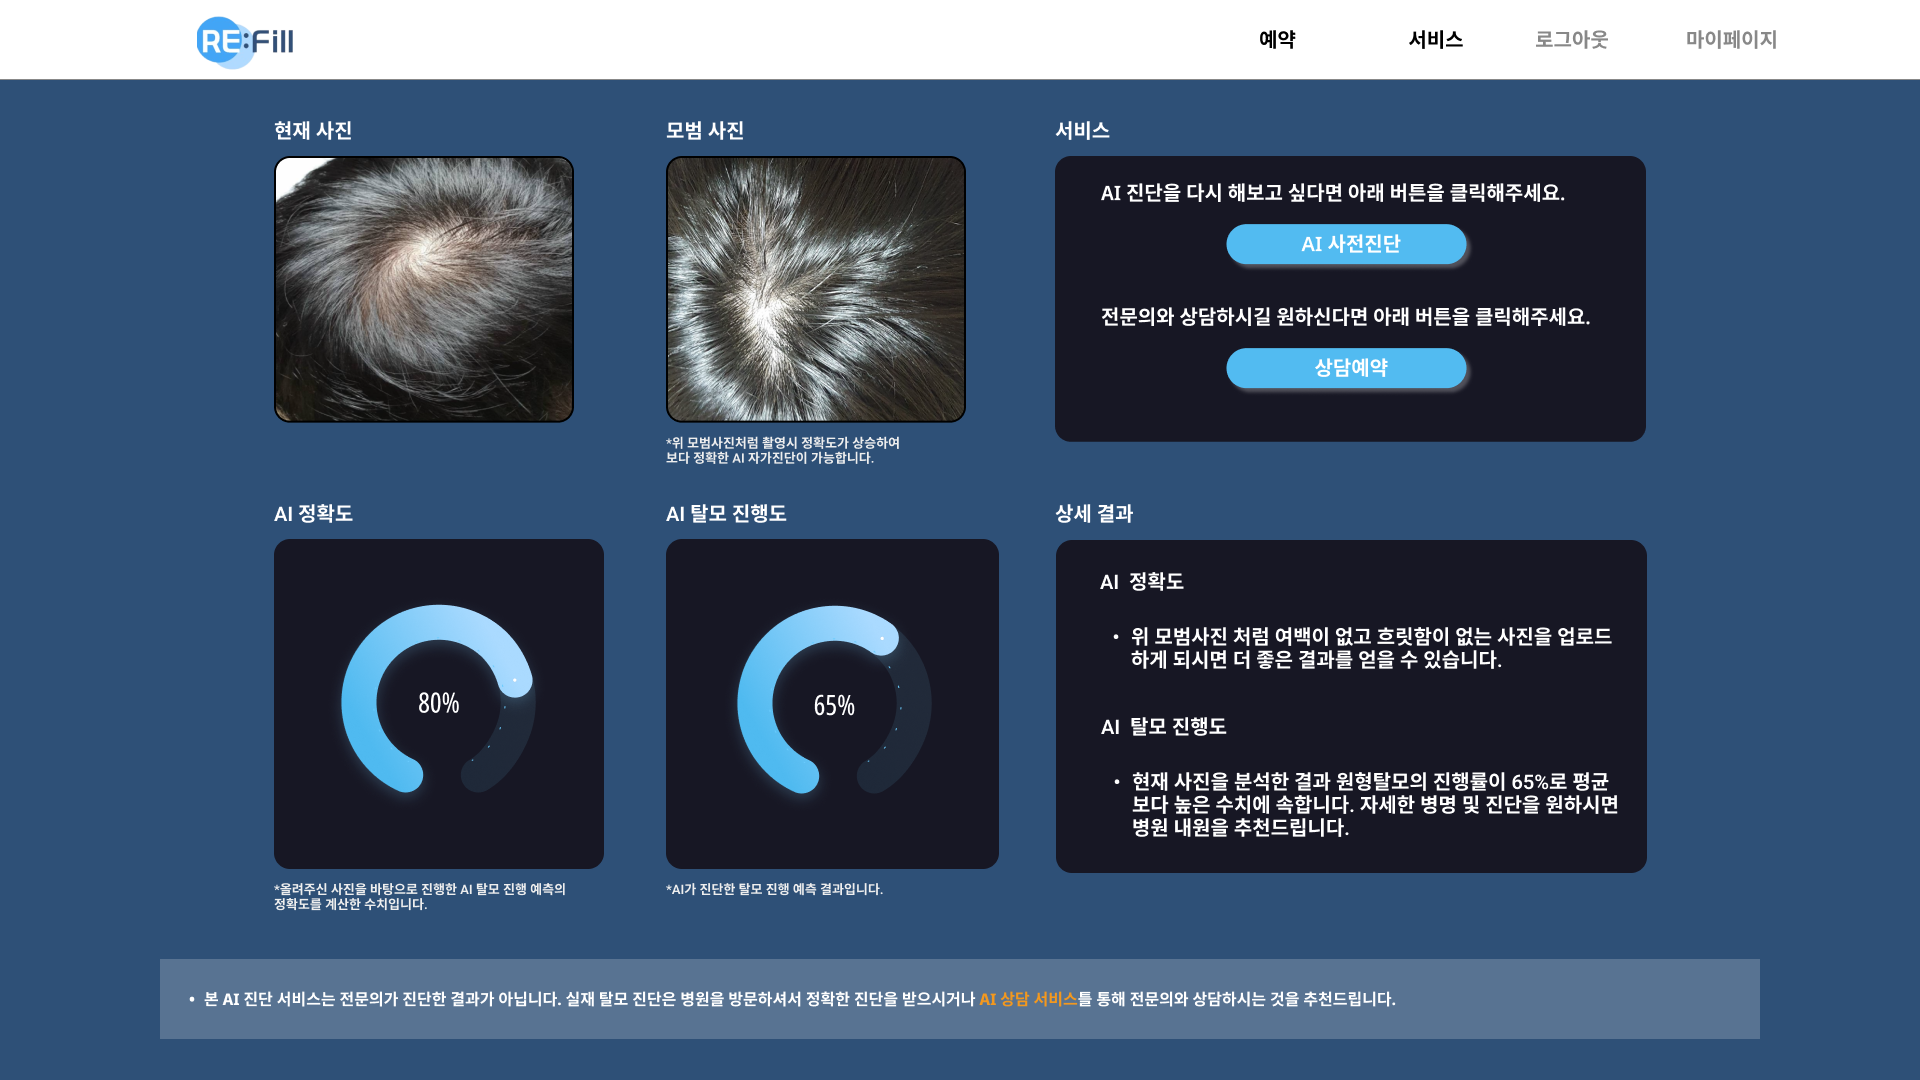 RE:Fill
예약
서비스
로그아웃
마이페이지
현재 사진
모범 사진
*위 모범사진처럼 촬영시 정확도가 상승하여
보다 정확한 AI 자가진단이 가능합니다.
서비스
AI 진단을 다시 해보고 싶다면 아래 버튼을 클릭해주세요.
AI 사전진단
전문의와 상담하시길 원하신다면 아래 버튼을 클릭해주세요.
상담예약
AI 정확도
80%
*올려주신 사진을 바탕으로 진행한 AI 탈모 진행 예측의
정확도를 계산한 수치입니다.
AI 탈모 진행도
65%
*AI가 진단한 탈모 진행 예측 결과입니다.
상세 결과
AI 정확도
• 위 모범사진 처럼 여백이 없고 흐릿함이 없는 사진을 업로드
하게 되시면 더 좋은 결과를 얻을 수 있습니다.
AI 탈모 진행도
• 현재 사진을 분석한 결과 원형탈모의 진행률이 65%로 평균
보다 높은 수치에 속합니다. 자세한 병명 및 진단을 원하시면
병원 내원을 추천드립니다.
• 본 AI 진단 서비스는 전문의가 진단한 결과가 아닙니다. 실재 탈모 진단은 병원을 방문하셔서 정확한 진단을 받으시거나 AI 상담 서비스를 통해 전문의와 상담하시는 것을 추천드립니다.